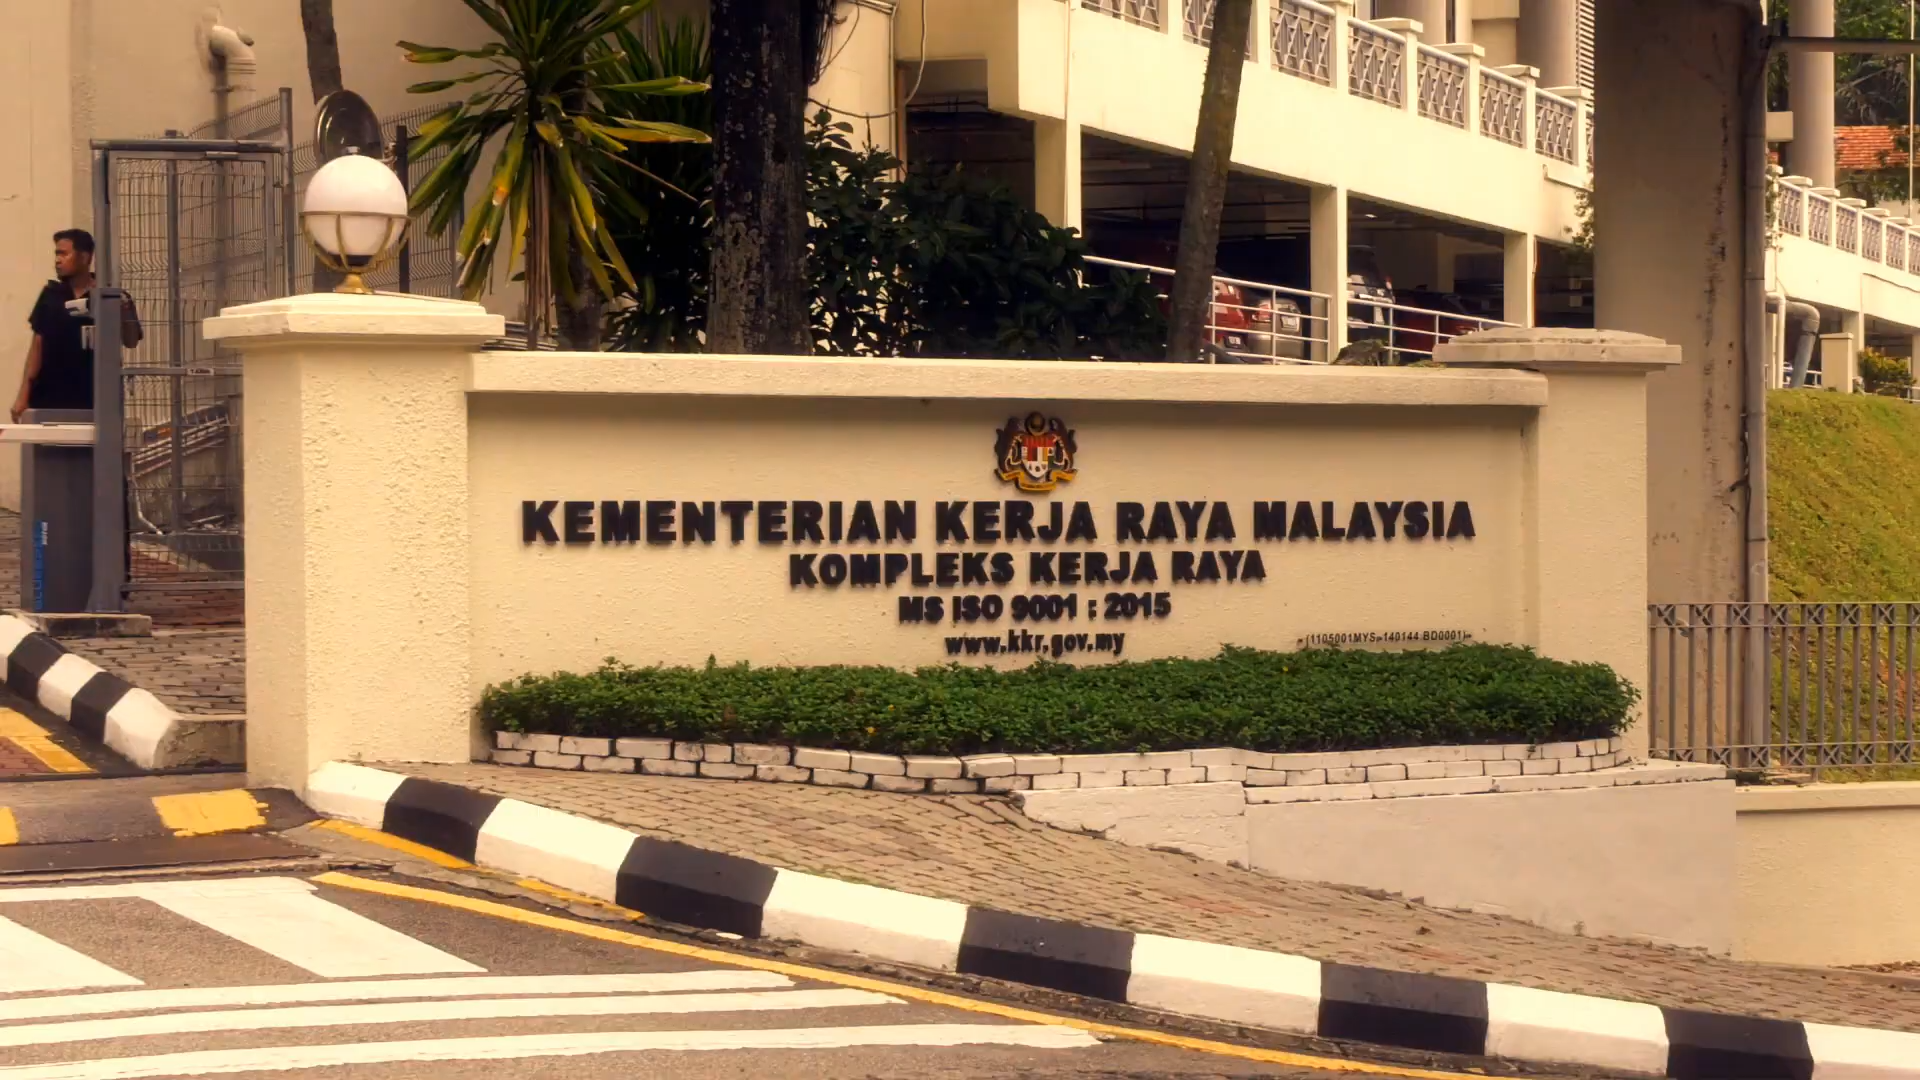 KEMENTERIAN KERJA RAYA MALAYSIA
KOMPLEKS KERJA RAYA
MS ISO 9001 : 2015
www.kkr.gov.my